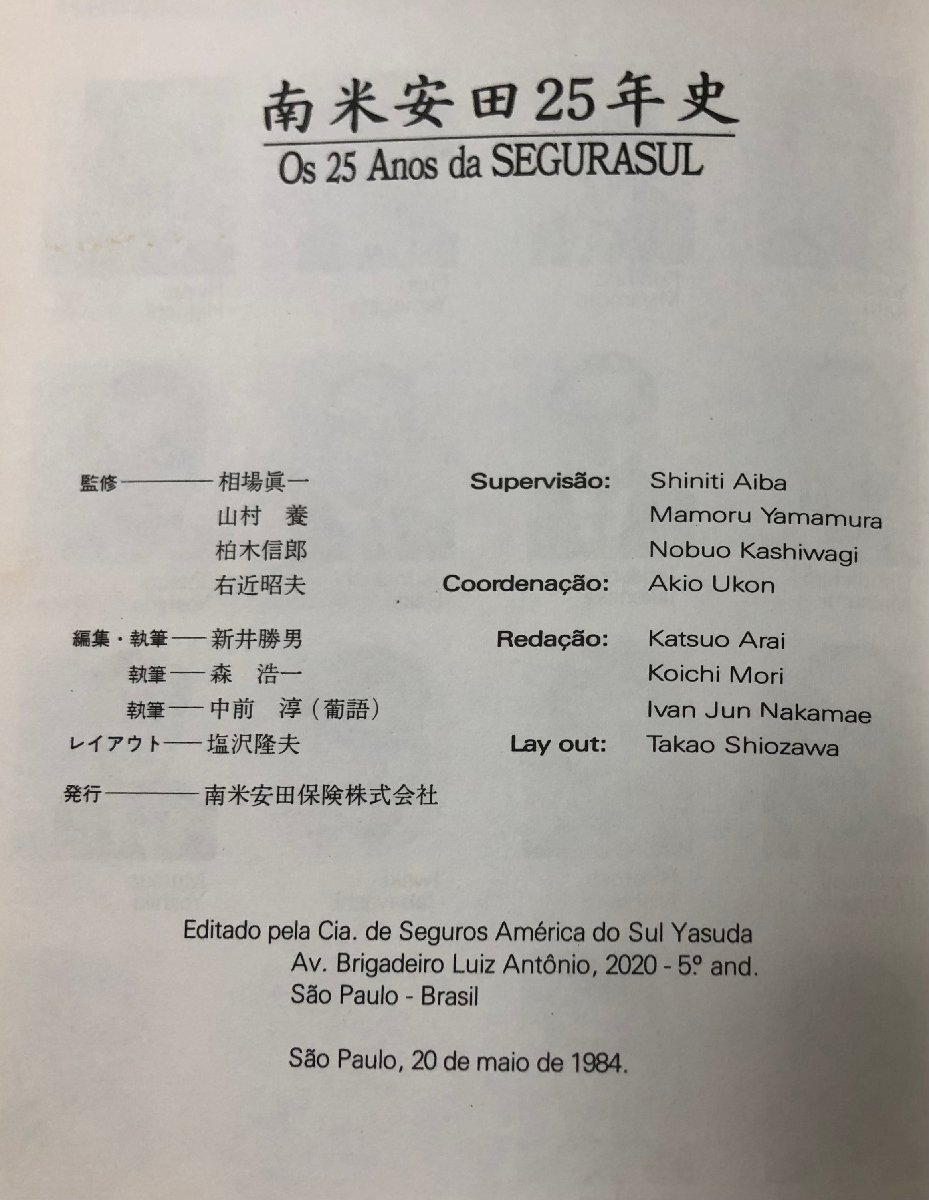 南米安田25年史
Os 25 Anos da SEGURASUL
監修――相場眞一 Supervisão: Shiniti Aiba
山村 養 Mamoru Yamamura
柏木信郎 Nobuo Kashiwagi
右近昭夫 Coordenação: Akio Ukon
編集・執筆――新井勝男 Redação: Katsuo Arai
執筆――森 浩一 Koichi Mori
執筆――中前 淳(葡語) Ivan Jun Nakamae
レイアウト――塩沢隆夫 Lay out: Takao Shiozawa
発行――南米安田保険株式会社
Editado pela Cia. de Seguros América do Sul Yasuda
Av. Brigadeiro Luiz Antônio, 2020 - 5º and.
São Paulo - Brasil
São Paulo, 20 de maio de 1984.